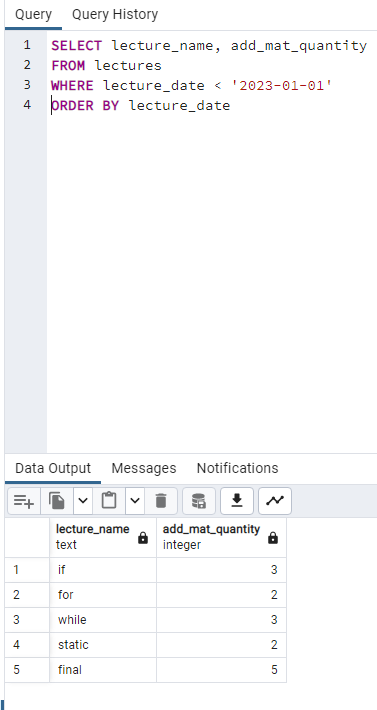 Query Query History
1 SELECT lecture_name, add_mat_quantity
2 FROM lectures
3 WHERE lecture_date < '2023-01-01'
4 ORDER BY lecture_date
Data Output Messages Notifications
lecture_name add_mat_quantity
text integer
1 if 3
2 for 2
3 while 3
4 static 2
5 final 5